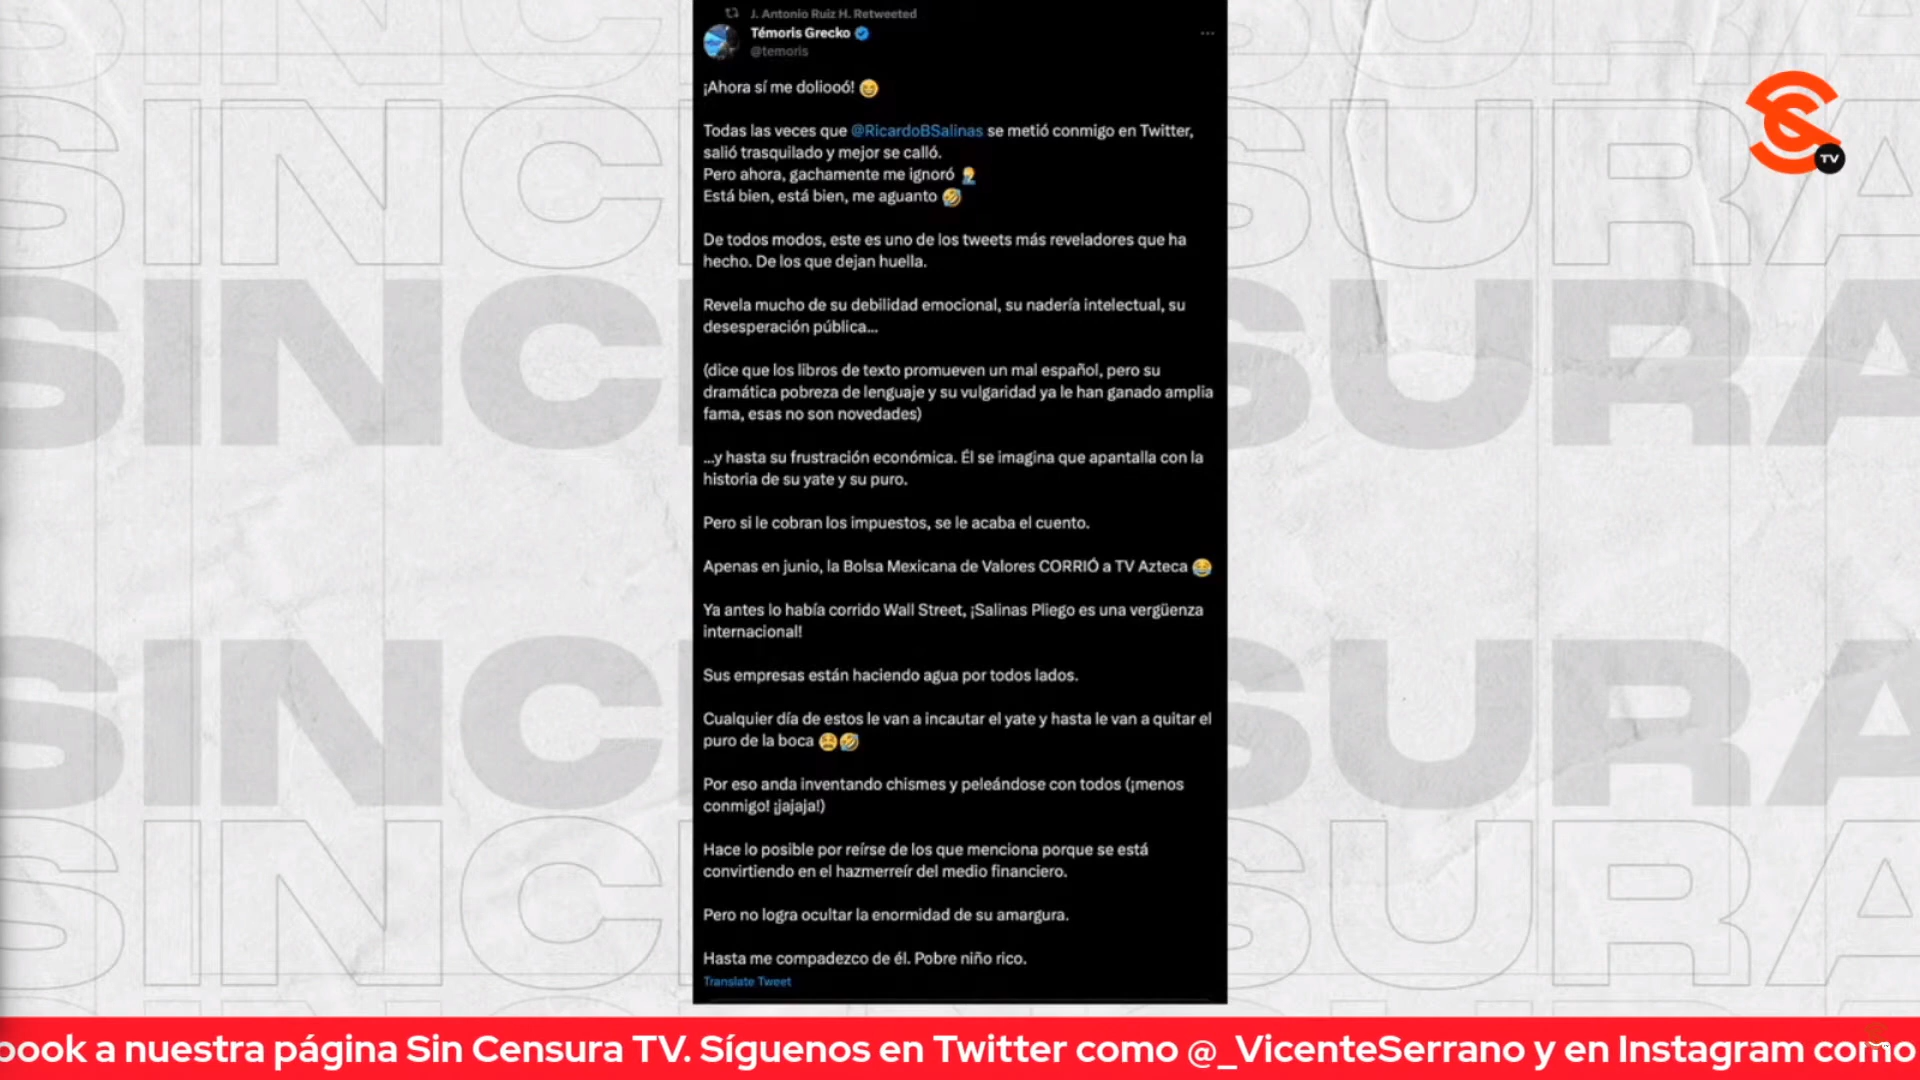 J. Antonio Ruiz H. Retweeted
Témoris Grecko
@temoris
¡Ahora sí me doliooó! 😆
Todas las veces que @RicardoBSalinas se metió conmigo en Twitter,
salió trasquilado y mejor se calló.
Pero ahora, gachamente me ignoró
Está bien, está bien, me aguanto 🤣
De todos modos, este es uno de los tweets más reveladores que ha
hecho. De los que dejan huella.
Revela mucho de su debilidad emocional, su nadería intelectual, su
desesperación pública...
(dice que los libros de texto promueven un mal español, pero su
dramática pobreza de lenguaje y su vulgaridad ya le han ganado amplia
fama, esas no son novedades)
...y hasta su frustración económica. Él se imagina que apantalla con la
historia de su yate y su puro.
Pero si le cobran los impuestos, se le acaba el cuento.
Apenas en junio, la Bolsa Mexicana de Valores CORRIÓ a TV Azteca 😂
Ya antes lo había corrido Wall Street, ¡Salinas Pliego es una vergüenza
internacional!
Sus empresas están haciendo agua por todos lados.
Cualquier día de estos le van a incautar el yate y hasta le van a quitar el
puro de la boca 😫🤣
Por eso anda inventando chismes y peleándose con todos (¡menos
conmigo! ¡jajaja!)
Hace lo posible por reírse de los que menciona porque se está
convirtiendo en el hazmerreír del medio financiero.
Pero no logra ocultar la enormidad de su amargura.
Hasta me compadezco de él. Pobre niño rico.
Translate Tweet
TV
SINC SURA
SINC SURA
SINC SURA
SINC SURA
book a nuestra página Sin Censura TV. Síguenos en Twitter como @_VicenteSerrano y en Instagram como